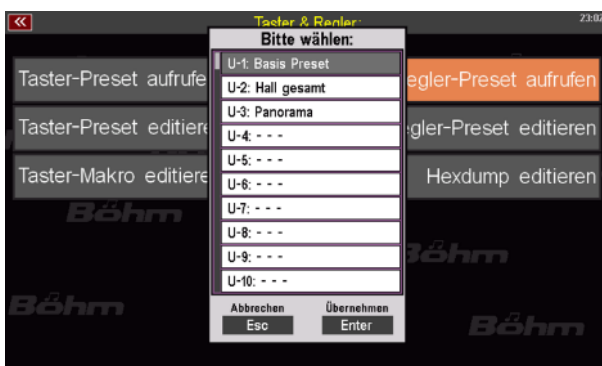 Taster & Regler:
23:02
Bitte wählen:
U-1: Basis Preset
U-2: Hall gesamt
U-3: Panorama
U-4: - - -
U-5: - - -
U-6: - - -
U-7: - - -
U-8: - - -
U-9: - - -
U-10: - - -
Abbrechen Übernehmen
Esc Enter
Taster-Preset aufrufe
egler-Preset aufrufen
Taster-Preset editiere
egler-Preset editieren
Taster-Makro editiere
Hexdump editieren
Böhm
Böhm
Böhm
Böhm